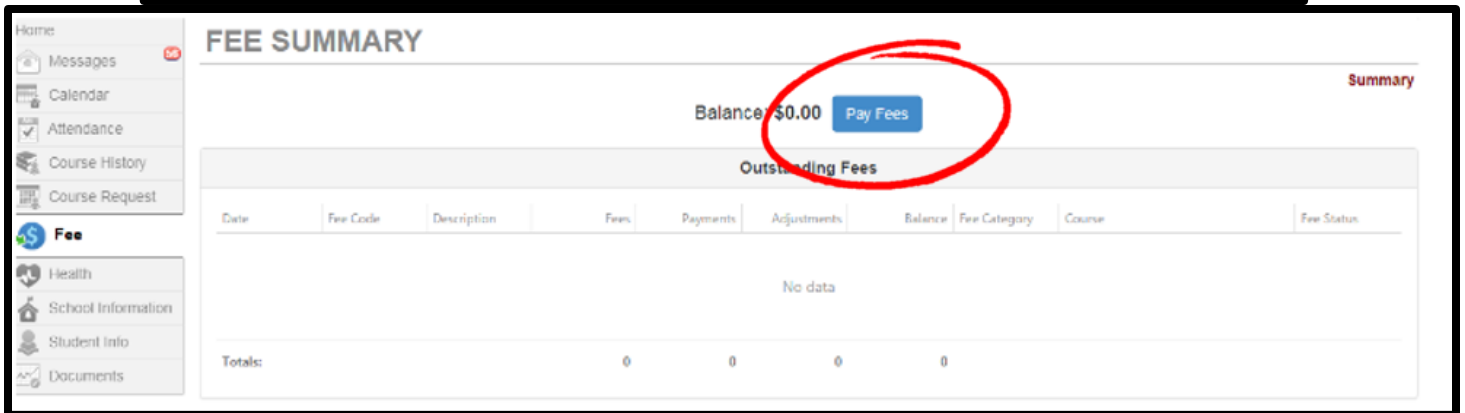 Home
Messages
Calendar
Attendance
Course History
Course Request
Fee
Health
School Information
Student Info
Documents
FEE SUMMARY
Summary
Balance: $0.00 Pay Fees
Outstanding Fees
Date Fee Code Description Fees Payments Adjustments Balance Fee Category Course Fee Status
No data
Totals: 0 0 0 0